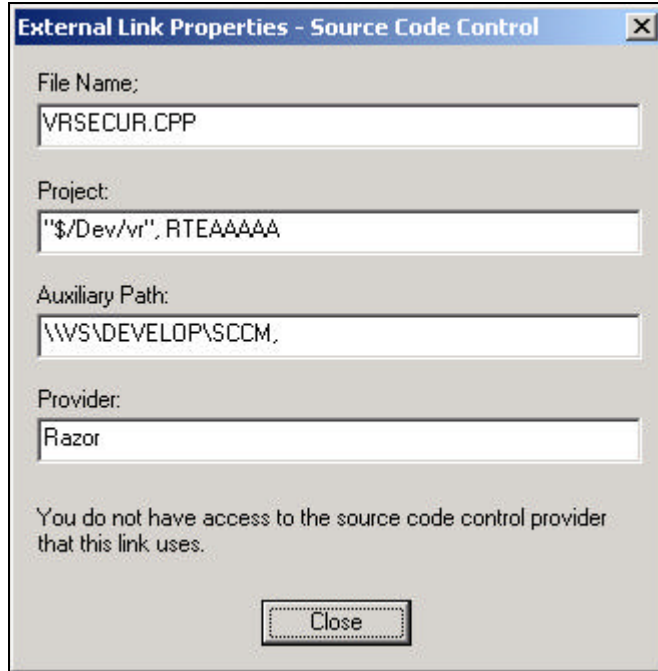 External Link Properties - Source Code Control
File Name;
VRSECUR.CPP
Project:
"$/Dev/vr", RTEAAAAA
Auxiliary Path:
\\VS\DEVELOP\SCCM,
Provider:
Razor
You do not have access to the source code control provider
that this link uses.
Close